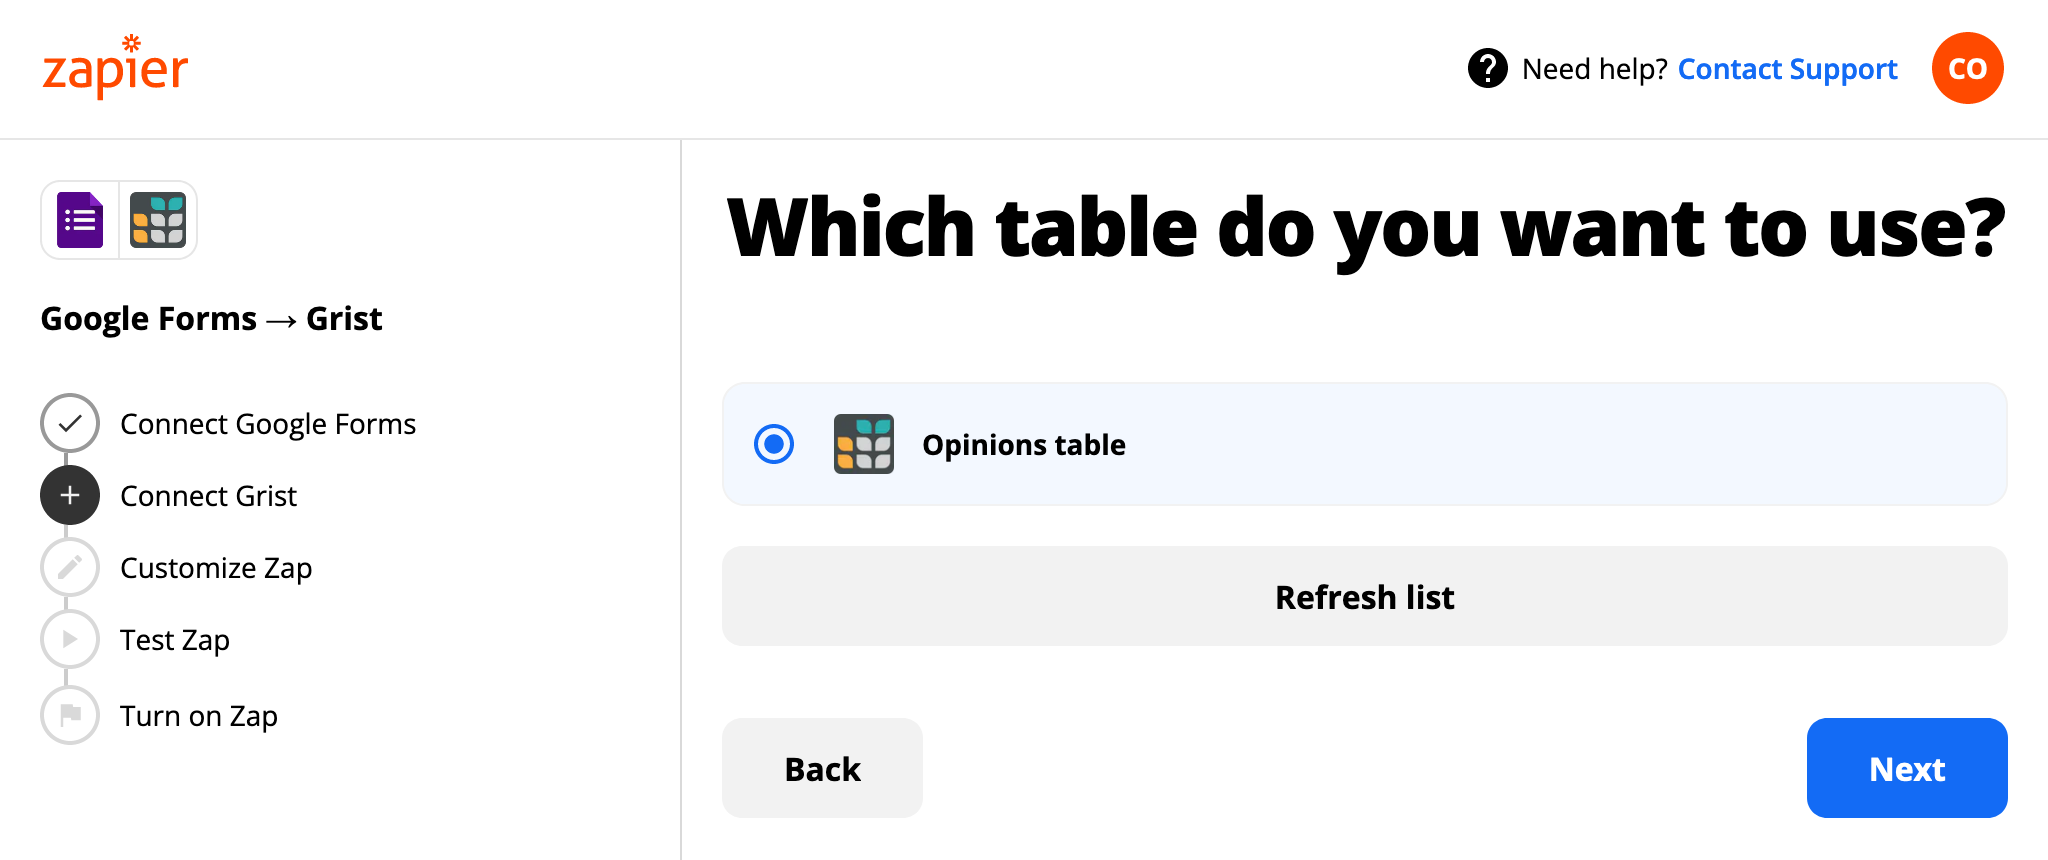 zapier
Need help? Contact Support
CO
Google Forms → Grist
Connect Google Forms
Connect Grist
Customize Zap
Test Zap
Turn on Zap
Which table do you want to use?
Opinions table
Refresh list
Back
Next